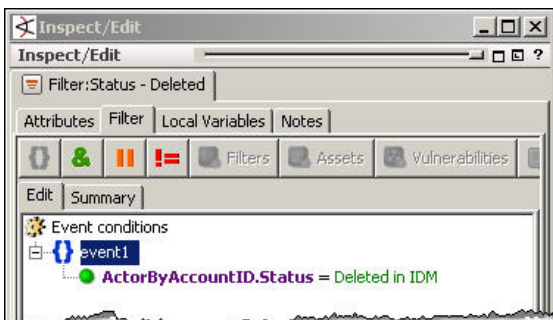 Inspect/Edit
Inspect/Edit ?
Filter:Status - Deleted
Attributes Filter Local Variables Notes
{} & || != Filters Assets Vulnerabilities
Edit Summary
Event conditions
{} event1
ActorByAccountID.Status = Deleted in IDM